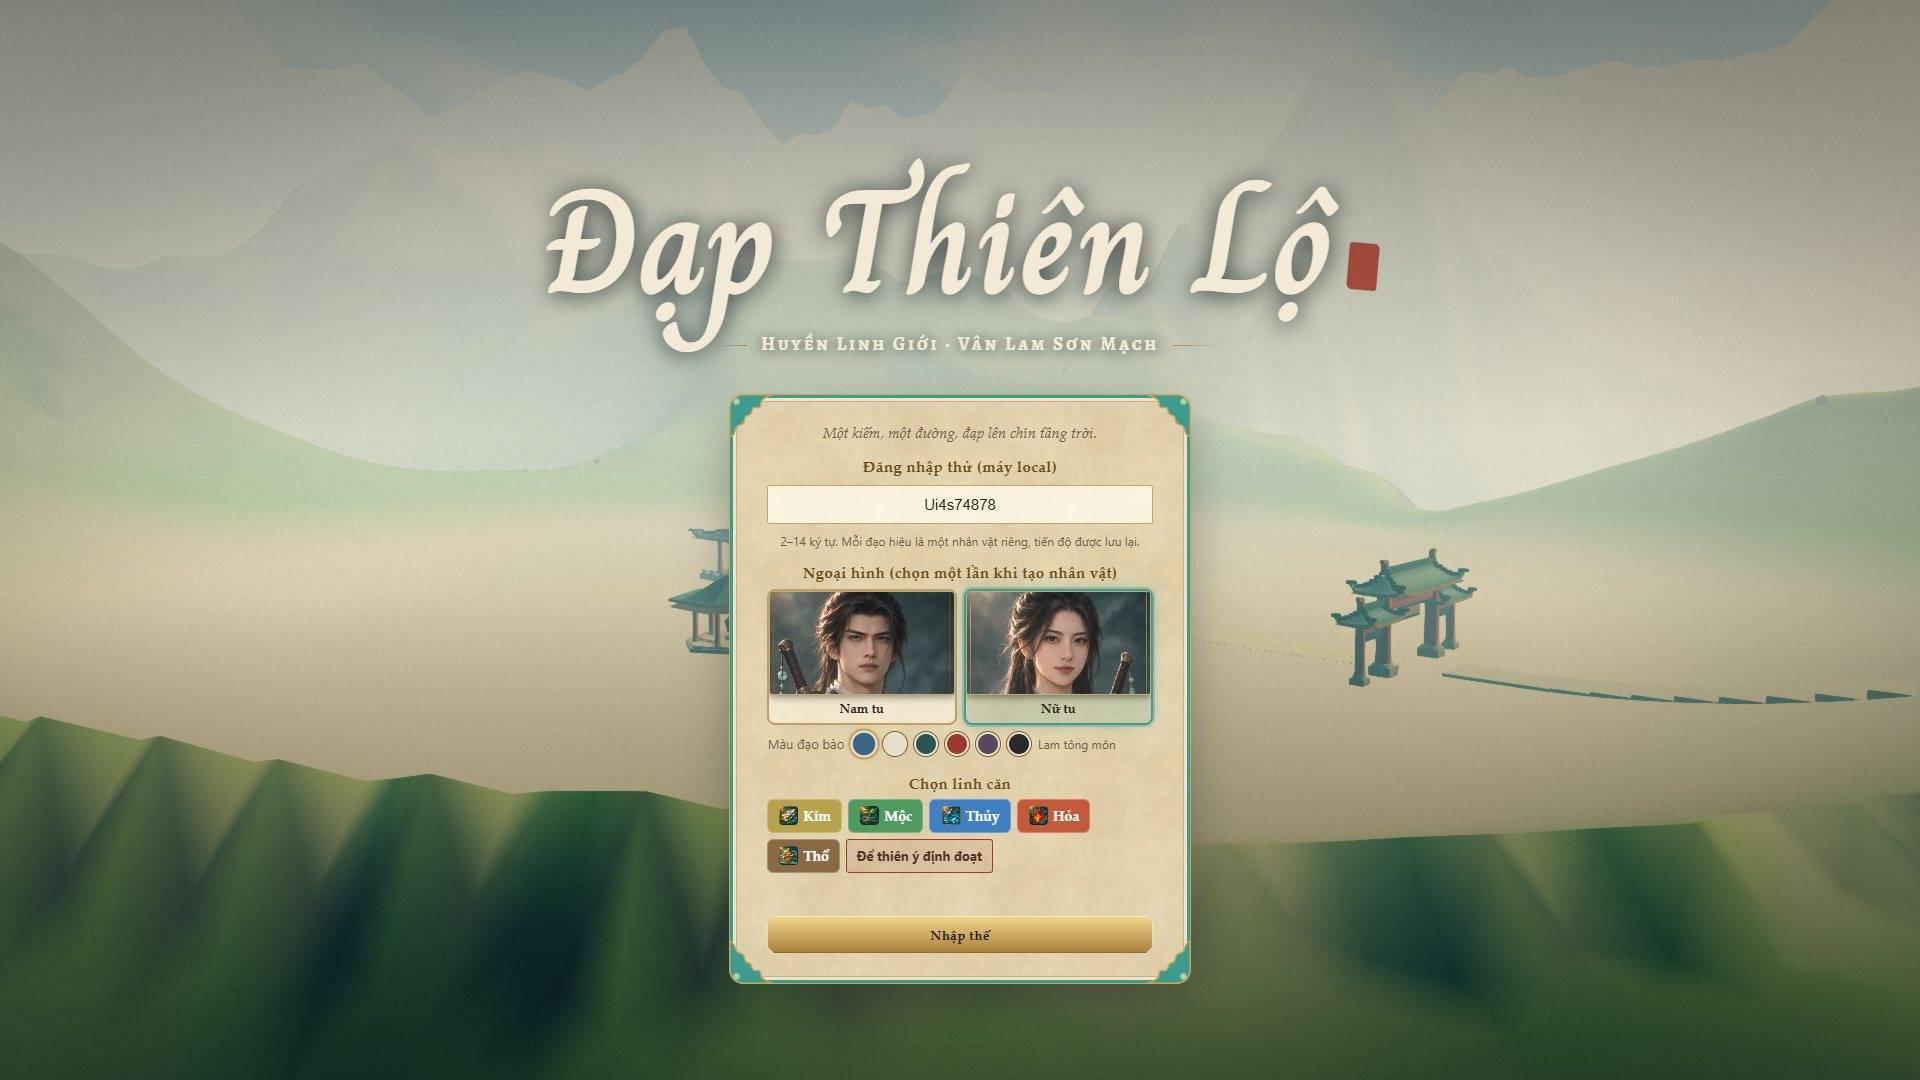 Đạp Thiên Lộ
Huyền Linh Giới · Vân Lam Sơn Mạch
Một kiếm, một đường, đạp lên chín tầng trời.
Đăng nhập thử (máy local)
Ui4s74878
2–14 ký tự. Mỗi đạo hiệu là một nhân vật riêng, tiến độ được lưu lại.
Ngoại hình (chọn một lần khi tạo nhân vật)
Nam tu Nữ tu
Màu đạo bào Lam tông môn
Chọn linh căn
Kim Mộc Thủy Hỏa
Thổ Để thiên ý định đoạt
Nhập thế